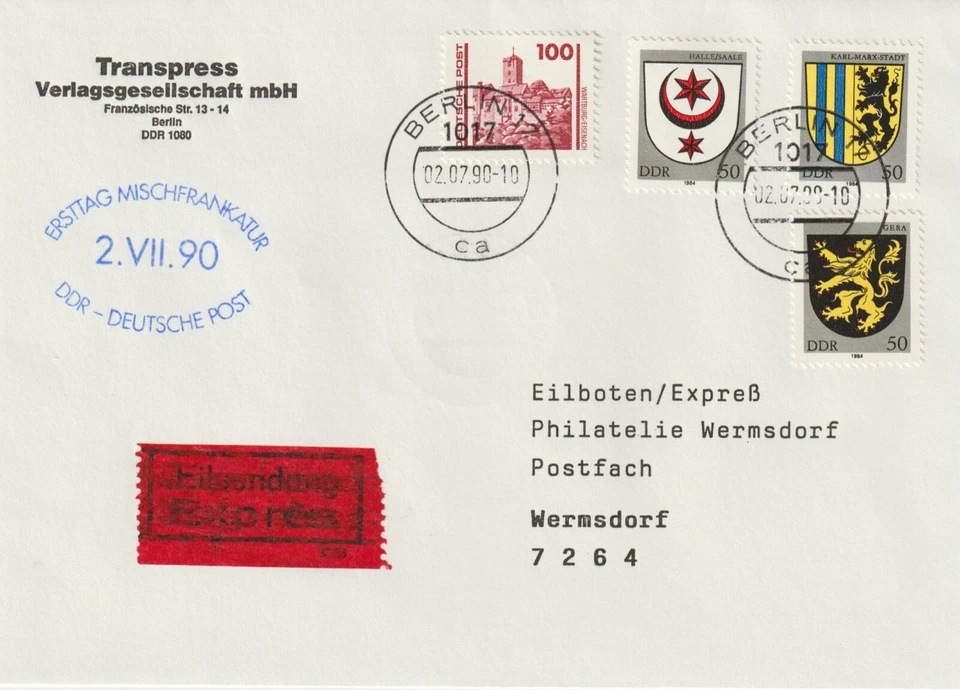 Transpress
Verlagsgesellschaft mbH
Französische Str. 13 - 14
Berlin
DDR 1080
ERSTTAG MISCHFRANKATUR
2.VII.90
DDR - DEUTSCHE POST
DEUTSCHE POST
100
WARTBURG · EISENACH
HALLE/SAALE
DDR 50
1984
KARL-MARX-STADT
DDR 50
1984
GERA
DDR 50
1984
BERLIN 17
1017
02.07.90-10
ca
BERLIN 17
1017
02.07.90-10
ca
Eilboten/Expreß
Philatelie Wermsdorf
Postfach
Wermsdorf
7 2 6 4
Eilsendung
Exprès